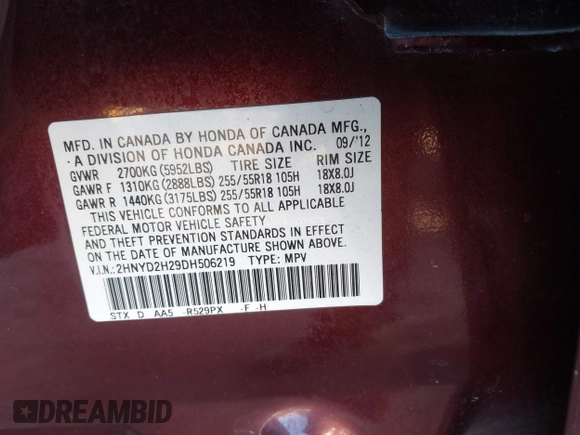 MFD. IN CANADA BY HONDA OF CANADA MFG.,
A DIVISION OF HONDA CANADA INC. 09/'12
GVWR 2700KG (5952LBS) TIRE SIZE RIM SIZE
GAWR F 1310KG (2888LBS) 255/55R18 105H 18X8.0J
GAWR R 1440KG (3175LBS) 255/55R18 105H 18X8.0J
THIS VEHICLE CONFORMS TO ALL APPLICABLE
FEDERAL MOTOR VEHICLE SAFETY
AND THEFT PREVENTION STANDARDS IN EFFECT
ON THE DATE OF MANUFACTURE SHOWN ABOVE.
V.I.N.: 2HNYD2H29DH506219 TYPE: MPV
STX D AA5 -R529PX -F -H
DREAMBID